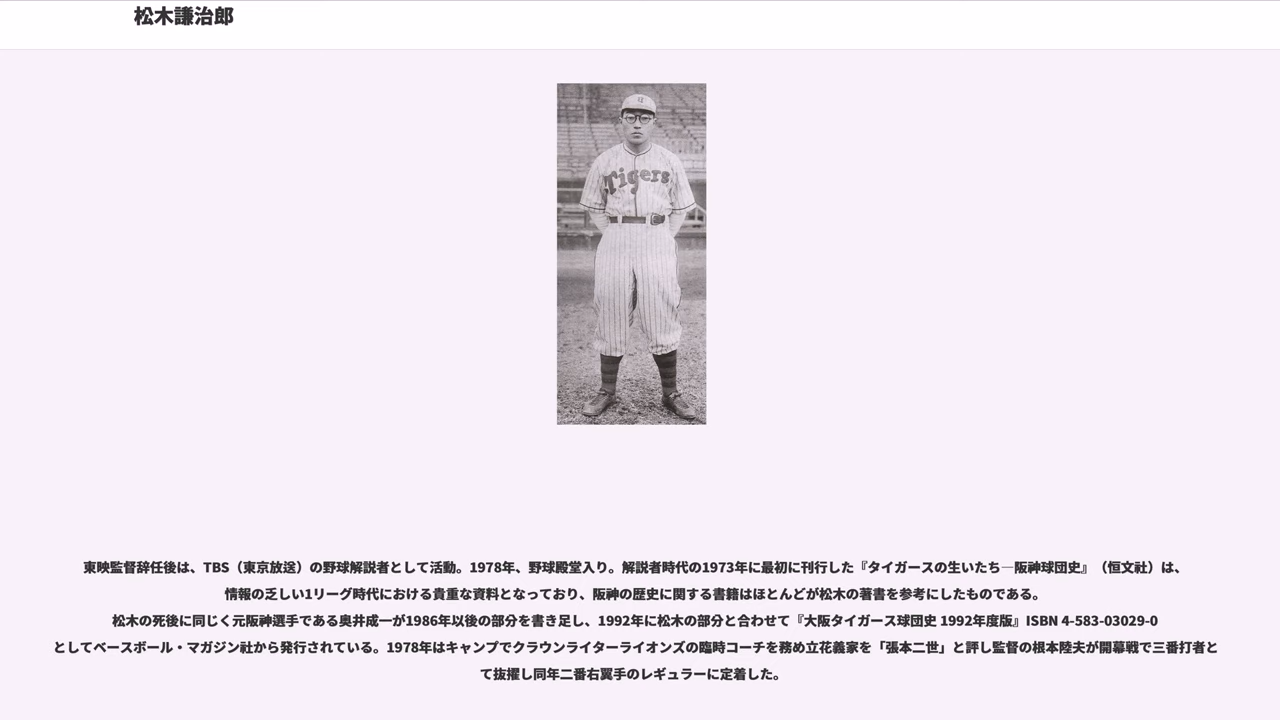 松木謙治郎
Tigers
東映監督辞任後は、TBS（東京放送）の野球解説者として活動。1978年、野球殿堂入り。解説者時代の1973年に最初に刊行した『タイガースの生いたち―阪神球団史』（恒文社）は、
情報の乏しい1リーグ時代における貴重な資料となっており、阪神の歴史に関する書籍はほとんどが松木の著書を参考にしたものである。
松木の死後に同じく元阪神選手である奥井成一が1986年以後の部分を書き足し、1992年に松木の部分と合わせて『大阪タイガース球団史 1992年度版』ISBN 4-583-03029-0
としてベースボール・マガジン社から発行されている。1978年はキャンプでクラウンライターライオンズの臨時コーチを務め立花義家を「張本二世」と評し監督の根本陸夫が開幕戦で三番打者と
て抜擢し同年二番右翼手のレギュラーに定着した。